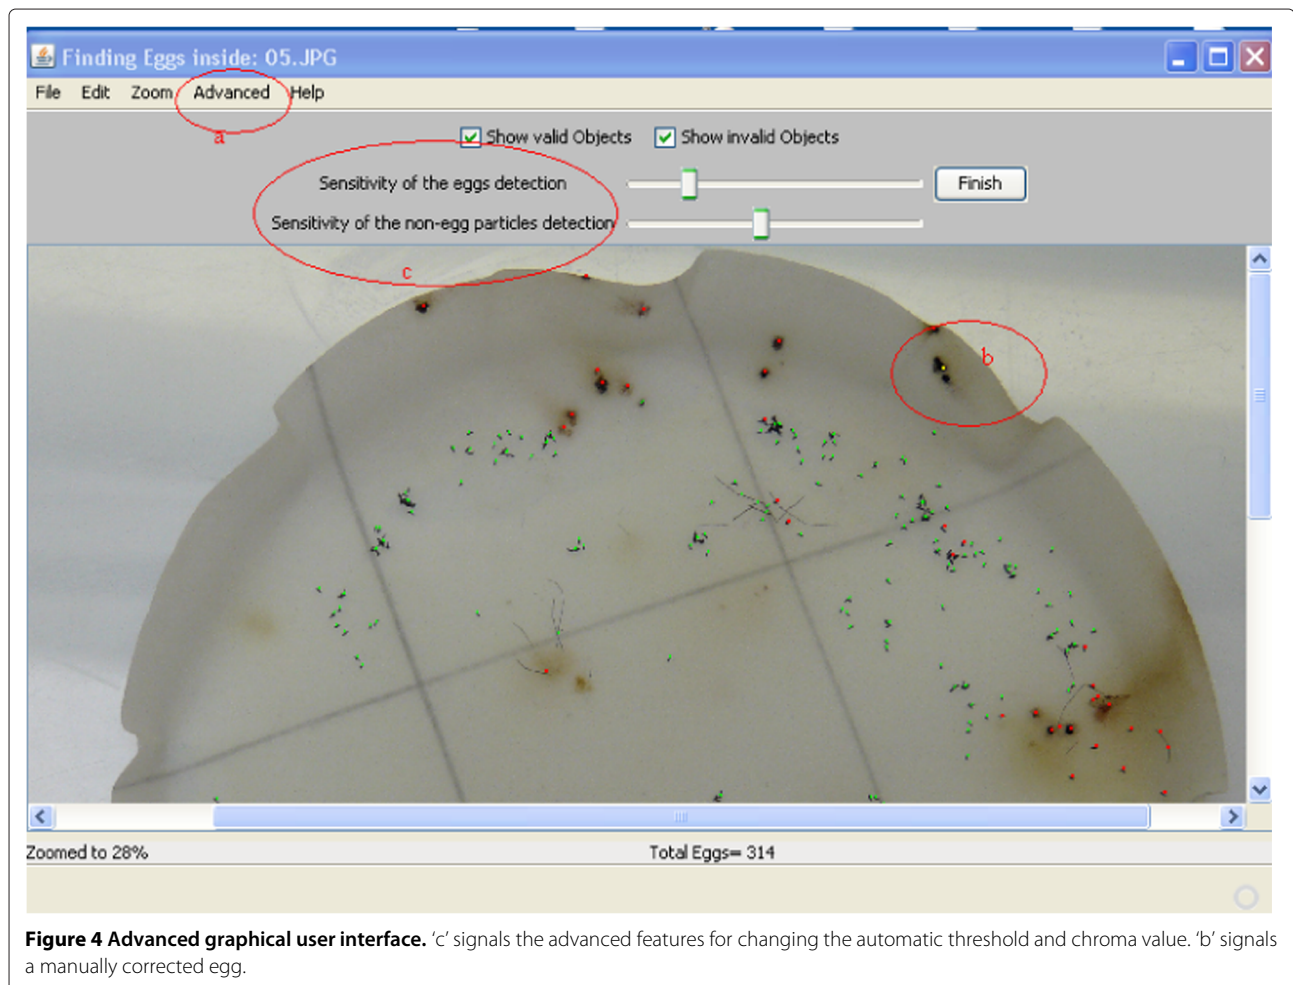 Finding Eggs inside: 05.JPG
File Edit Zoom Advanced Help
a
Show valid Objects Show invalid Objects
Sensitivity of the eggs detection Finish
Sensitivity of the non-egg particles detection
c
b
Zoomed to 28% Total Eggs= 314
Figure 4 Advanced graphical user interface. ‘c’ signals the advanced features for changing the automatic threshold and chroma value. ‘b’ signals
a manually corrected egg.